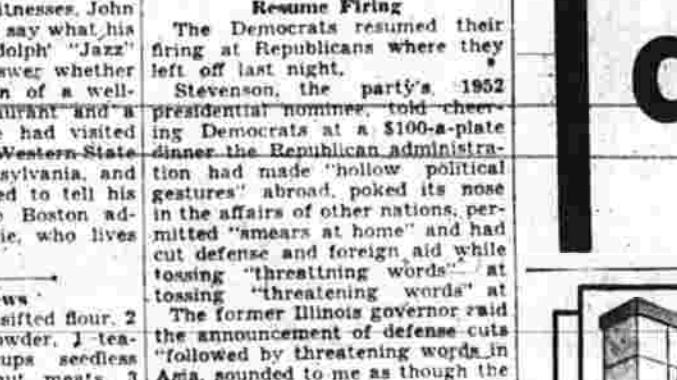 itnesses, John
say what his
dolph' "Jazz"
swer whether
n of a well-
aurant and a
e had visited
Western State
sylvania, and
ed to tell his
Boston ad-
ie, who lives
ws
sifted flour, 2
owder, 1 tea-
ups seedless
Resume Firing
The Democrats resumed their
firing at Republicans where they
left off last night.
Stevenson, the party's 1952
presidential nominee, told cheer-
ing Democrats at a $100-a-plate
dinner the Republican administra-
tion had made "hollow political
gestures" abroad, poked its nose
in the affairs of other nations, per-
mitted "smears at home" and had
cut defense and foreign aid while
tossing "threattning words" at
tossing "threatening words" at
The former Illinois governor said
the announcement of defense cuts
"followed by threatening words in
Asia, sounded to me as though the